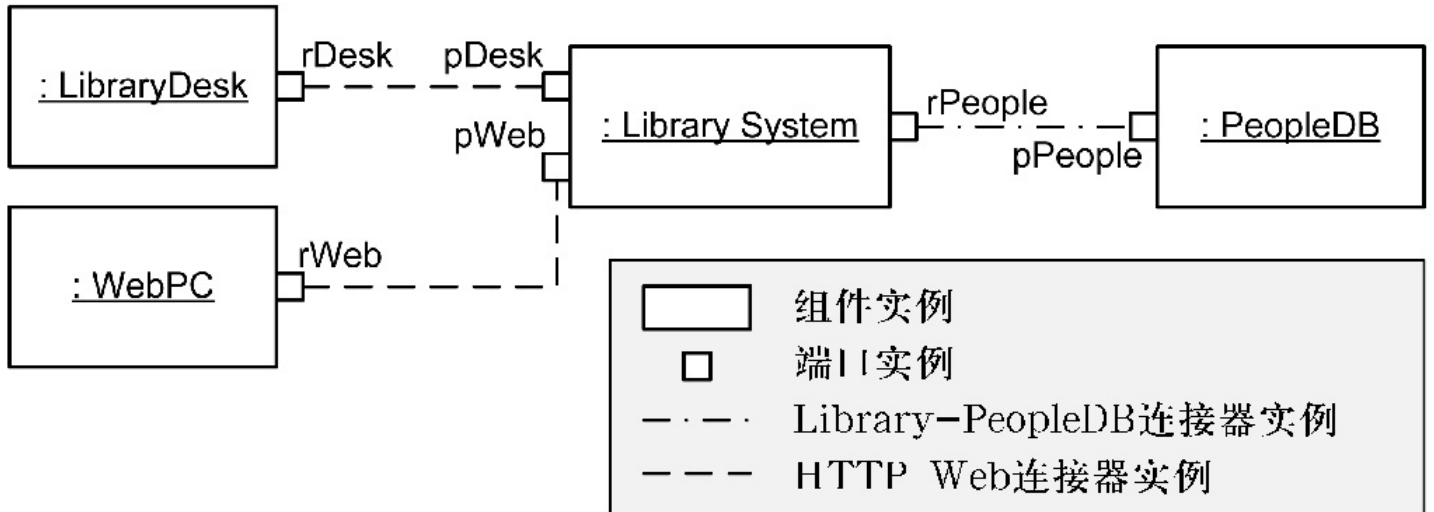 rDesk
pDesk
: LibraryDesk
pWeb
: Library System
rPeople
pPeople
: PeopleDB
rWeb
: WebPC
组件实例
端口实例
Library-PeopleDB连接器实例
HTTP Web连接器实例